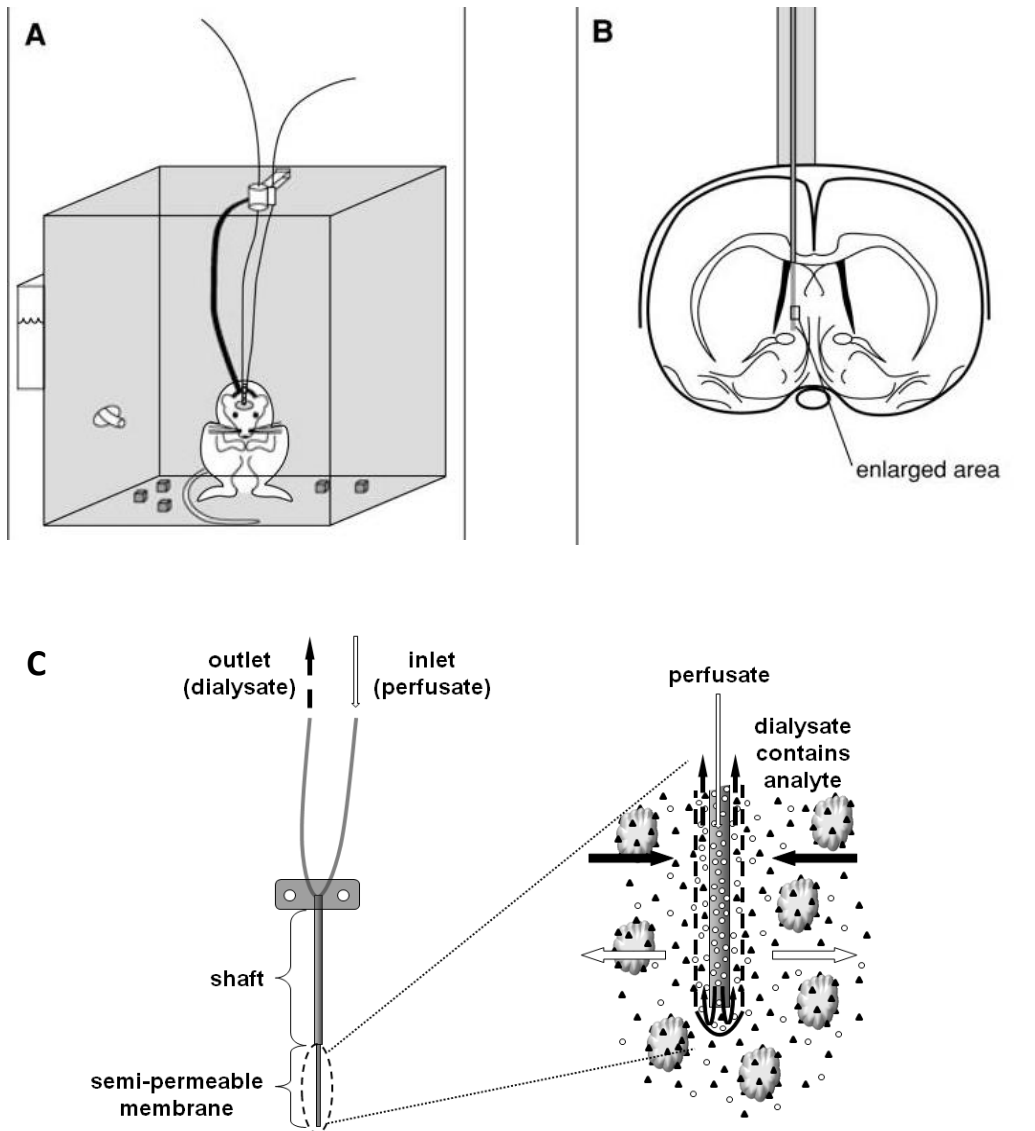 A
B
enlarged area
C
outlet
(dialysate)
inlet
(perfusate)
perfusate
dialysate
contains
analyte
shaft
semi-permeable
membrane